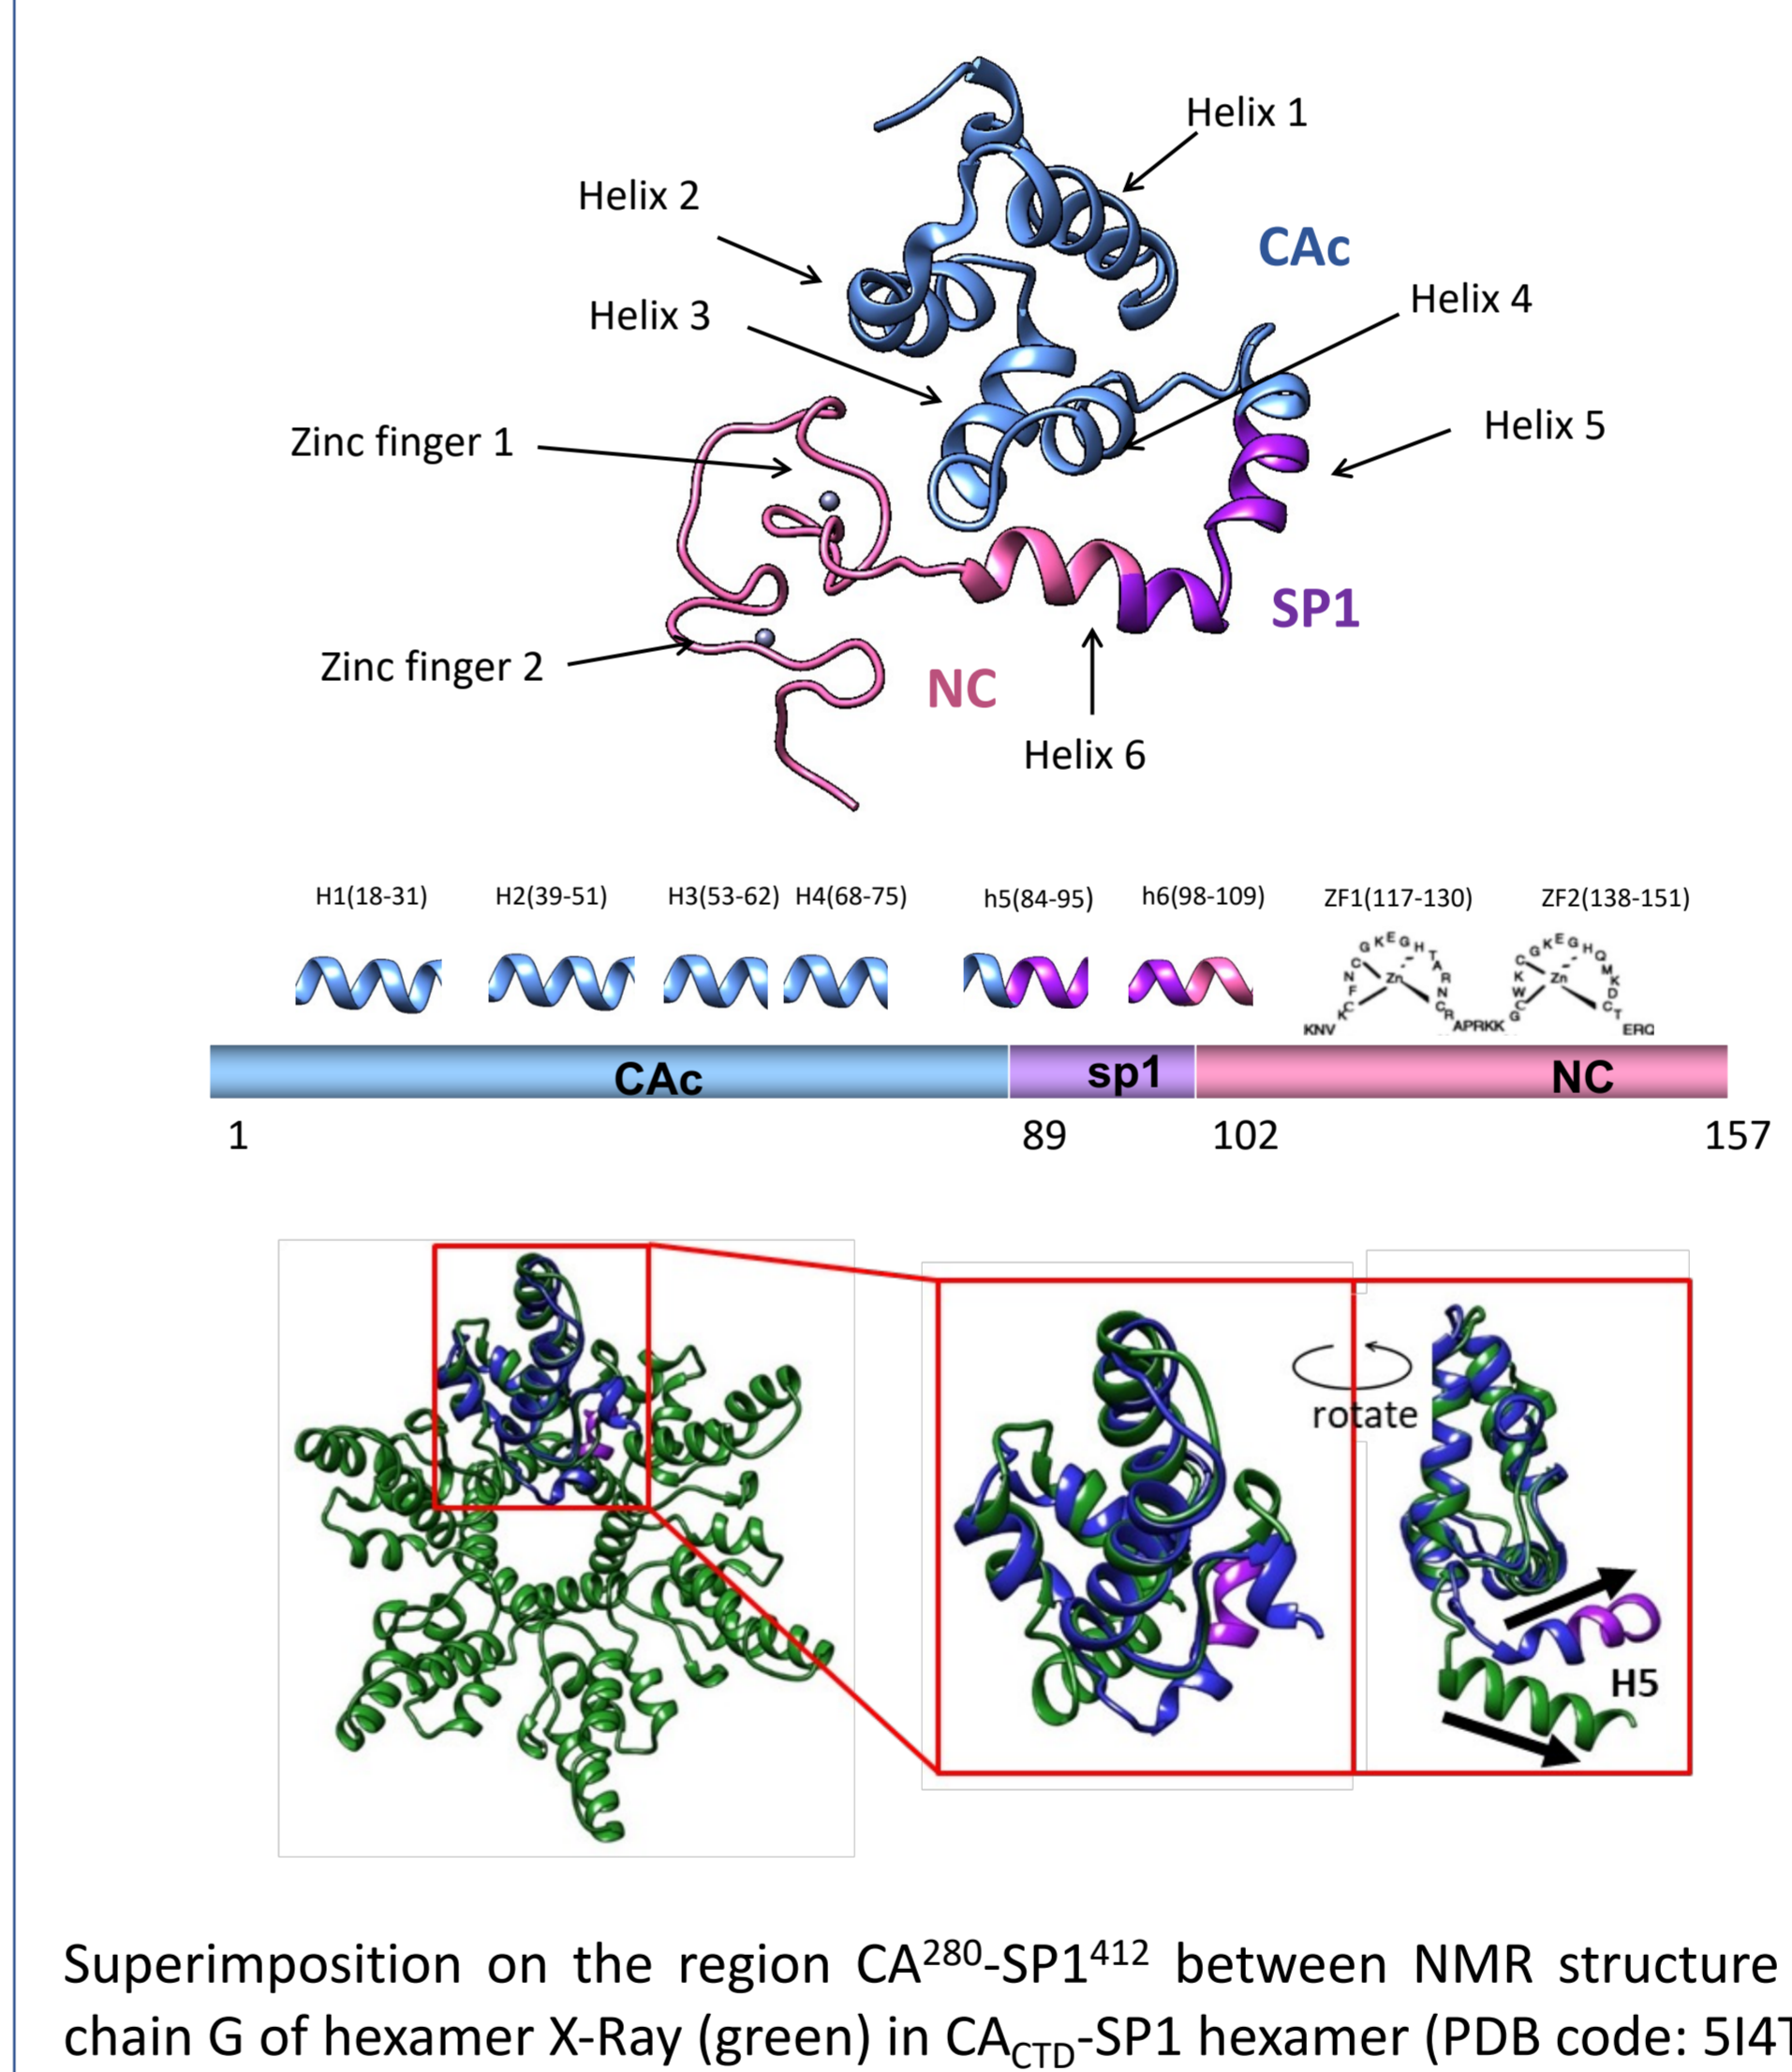 Helix 1
Helix 2
CAc
Helix 4
Helix 3
Helix 5
Zinc finger 1
SP1
Zinc finger 2
NC
Helix 6
H1(18-31) H2(39-51) H3(53-62) H4(68-75) h5(84-95) h6(98-109) ZF1(117-130) ZF2(138-151)
KNV K C F N C G K E G H T A R N C R APRKK G C W K C G K E G H Q M K D C T ERQ
Zn Zn
CAc sp1 NC
1 89 102 157
rotate
H5
Superimposition on the region CA²⁸⁰-SP1⁴¹² between NMR structure
chain G of hexamer X-Ray (green) in CA_CTD-SP1 hexamer (PDB code: 5I4T